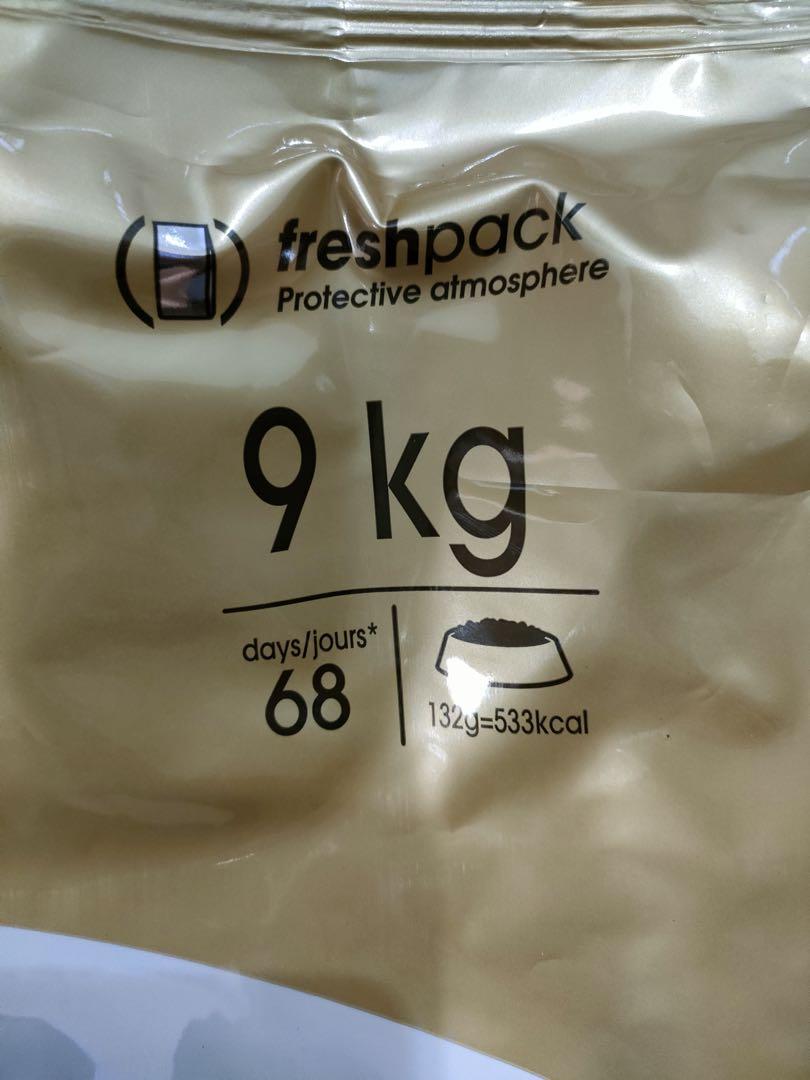 freshpack
Protective atmosphere
9 kg
days/jours*
68
132g=533kcal